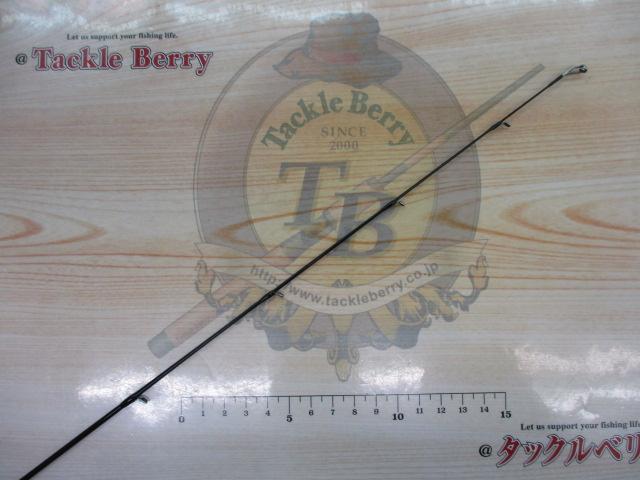 Let us support your fishing life.
@ Tackle Berry
Tackle Berry
SINCE
2000
TB
http://www.tackleberry.co.jp
0 1 2 3 4 5 6 7 8 9 10 11 12 13 14 15
Let us support your fishing life.
@ タックルベリ